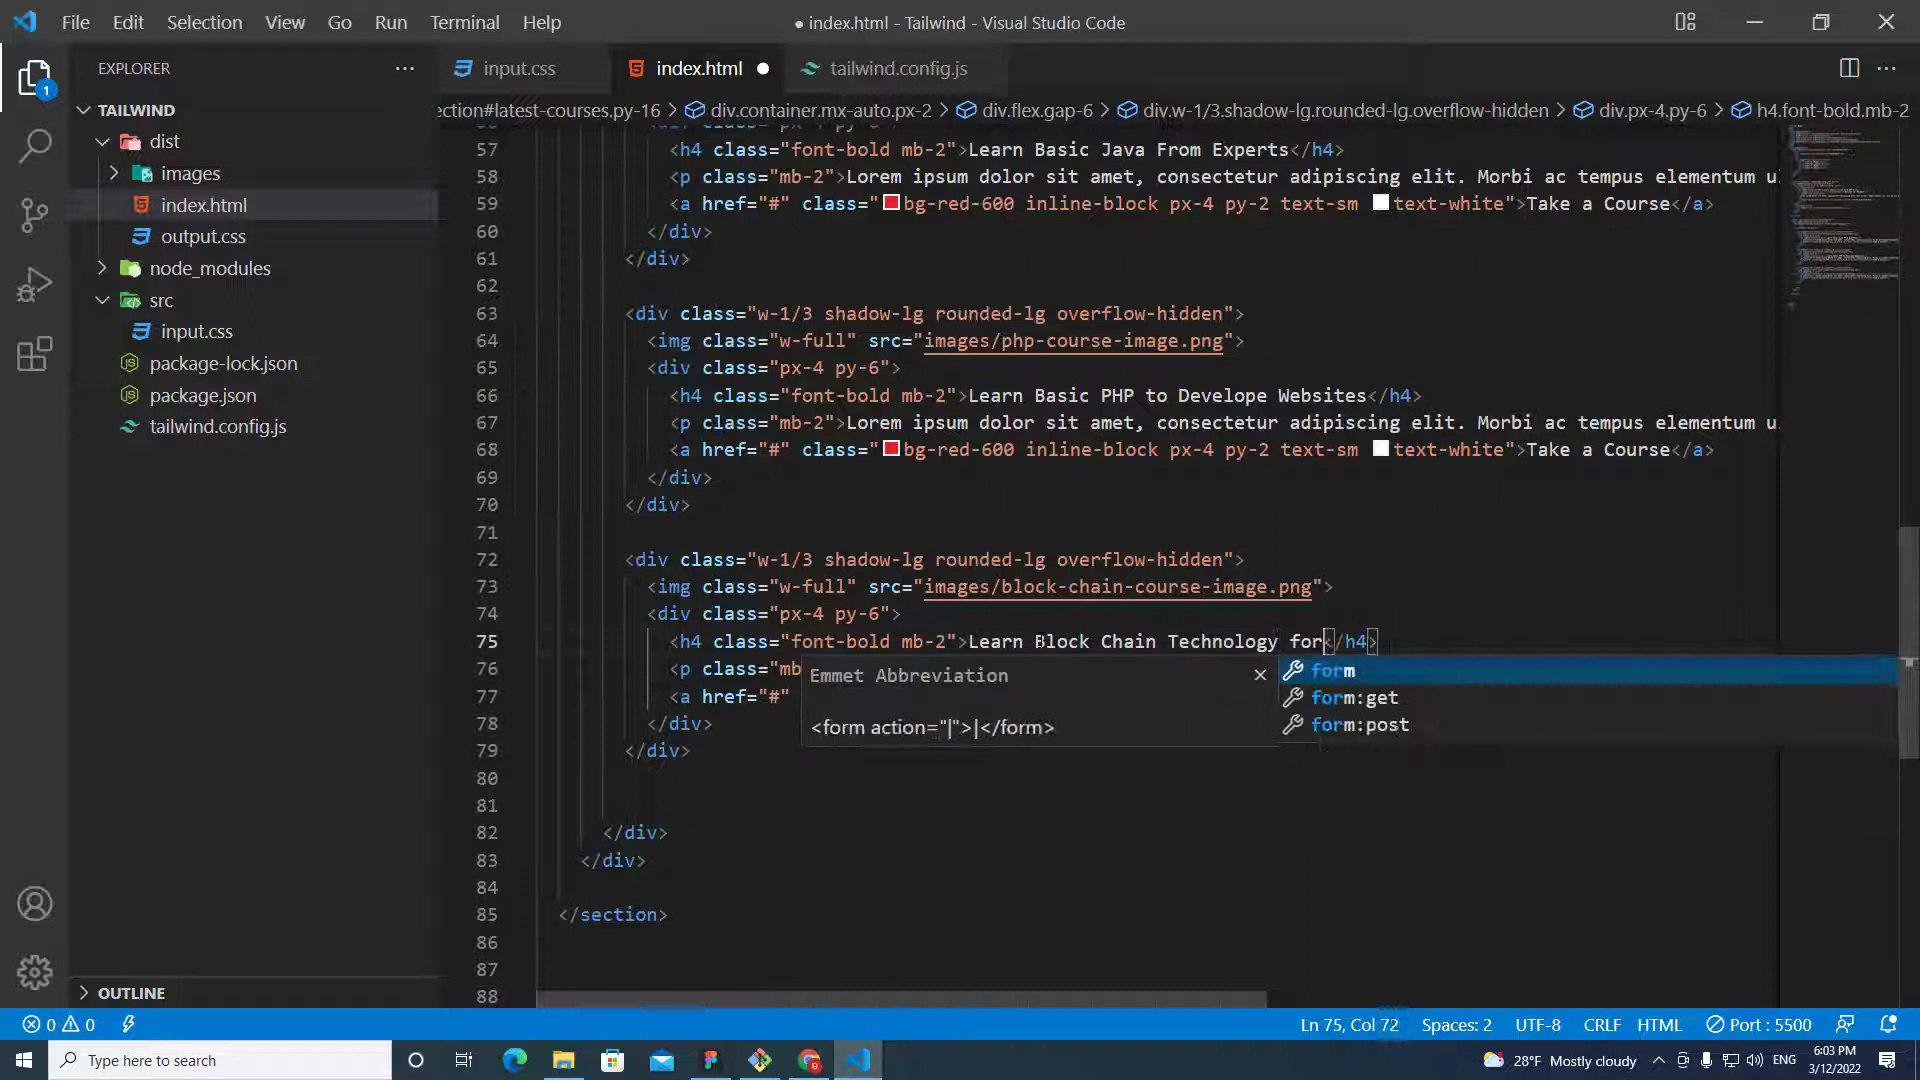 File Edit Selection View Go Run Terminal Help
● index.html - Tailwind - Visual Studio Code
EXPLORER
input.css
index.html
tailwind.config.js
ection#latest-courses.py-16 > div.container.mx-auto.px-2 > div.flex.gap-6 > div.w-1/3.shadow-lg.rounded-lg.overflow-hidden > div.px-4.py-6 > h4.font-bold.mb-2
1
TAILWIND
dist
images
index.html
output.css
node_modules
src
input.css
package-lock.json
package.json
tailwind.config.js
OUTLINE
57 <h4 class="font-bold mb-2">Learn Basic Java From Experts</h4>
58 <p class="mb-2">Lorem ipsum dolor sit amet, consectetur adipiscing elit. Morbi ac tempus elementum u
59 <a href="#" class="bg-red-600 inline-block px-4 py-2 text-sm text-white">Take a Course</a>
60 </div>
61 </div>
62
63 <div class="w-1/3 shadow-lg rounded-lg overflow-hidden">
64 <img class="w-full" src="images/php-course-image.png">
65 <div class="px-4 py-6">
66 <h4 class="font-bold mb-2">Learn Basic PHP to Develope Websites</h4>
67 <p class="mb-2">Lorem ipsum dolor sit amet, consectetur adipiscing elit. Morbi ac tempus elementum u
68 <a href="#" class="bg-red-600 inline-block px-4 py-2 text-sm text-white">Take a Course</a>
69 </div>
70 </div>
71
72 <div class="w-1/3 shadow-lg rounded-lg overflow-hidden">
73 <img class="w-full" src="images/block-chain-course-image.png">
74 <div class="px-4 py-6">
75 <h4 class="font-bold mb-2">Learn Block Chain Technology for</h4>
76 <p class="mb
77 <a href="#"
78 </div>
79 </div>
80
81
82 </div>
83 </div>
84
85 </section>
86
87
88
Emmet Abbreviation
<form action="|">|</form>
form
form:get
form:post
0 0
Ln 75, Col 72 Spaces: 2 UTF-8 CRLF HTML Port : 5500
Type here to search
28°F Mostly cloudy
ENG
6:03 PM
3/12/2022